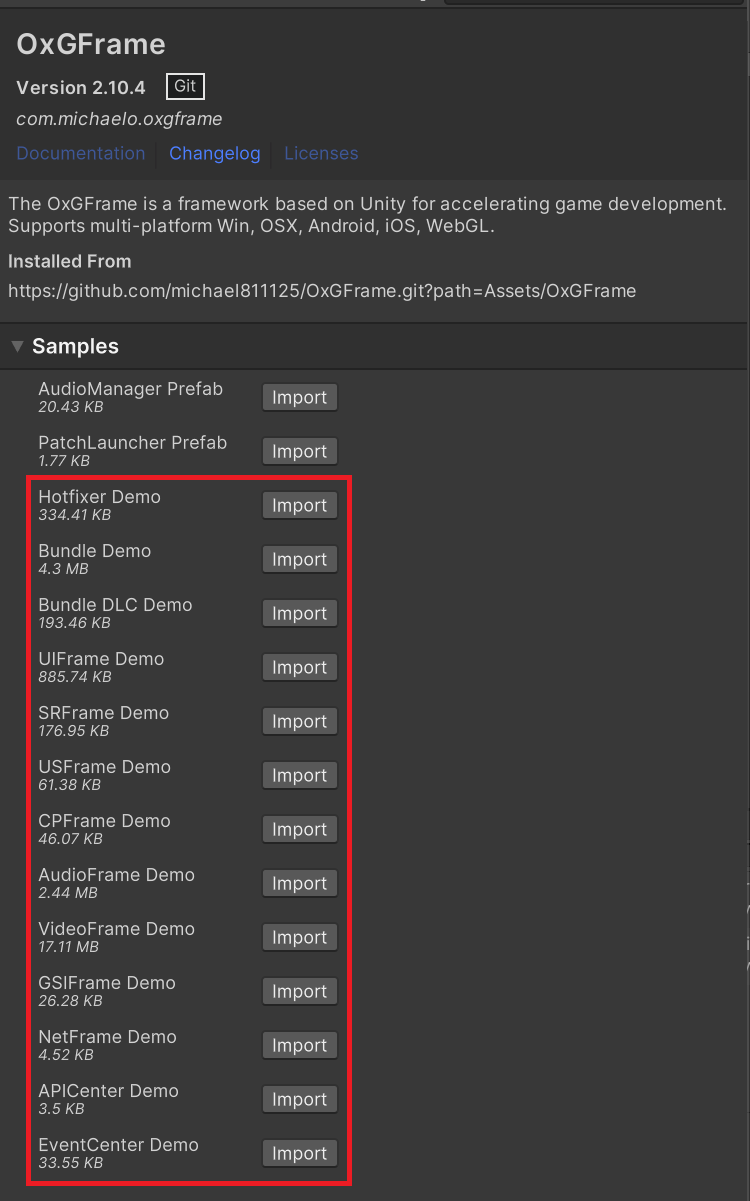 OxGFrame
Version 2.10.4 Git
com.michaelo.oxgframe
Documentation Changelog Licenses
The OxGFrame is a framework based on Unity for accelerating game development.
Supports multi-platform Win, OSX, Android, iOS, WebGL.
Installed From
https://github.com/michael811125/OxGFrame.git?path=Assets/OxGFrame
Samples
AudioManager Prefab Import
20.43 KB
PatchLauncher Prefab Import
1.77 KB
Hotfixer Demo Import
334.41 KB
Bundle Demo Import
4.3 MB
Bundle DLC Demo Import
193.46 KB
UIFrame Demo Import
885.74 KB
SRFrame Demo Import
176.95 KB
USFrame Demo Import
61.38 KB
CPFrame Demo Import
46.07 KB
AudioFrame Demo Import
2.44 MB
VideoFrame Demo Import
17.11 MB
GSIFrame Demo Import
26.28 KB
NetFrame Demo Import
4.52 KB
APICenter Demo Import
3.5 KB
EventCenter Demo Import
33.55 KB